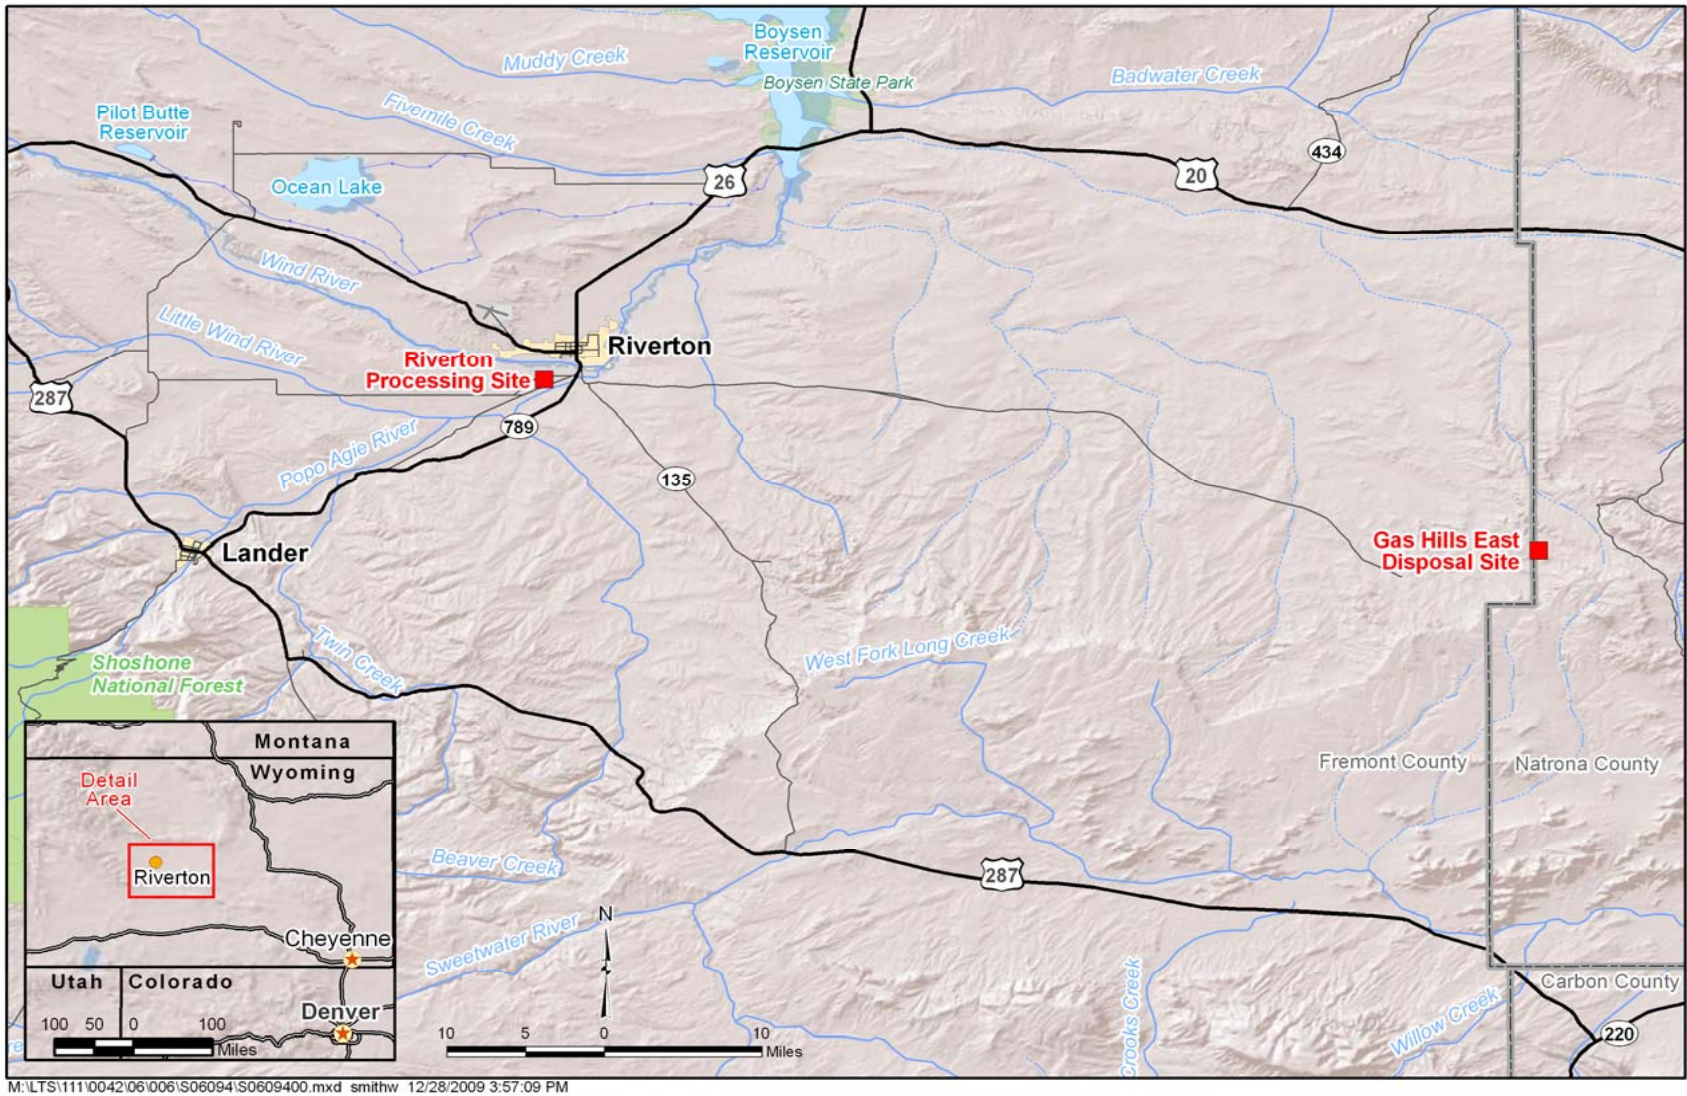 Boysen
Reservoir
Boysen State Park
Muddy Creek
Badwater Creek
Fivemile Creek
Pilot Butte
Reservoir
Ocean Lake
434
26
20
Wind River
Little Wind River
Riverton
Riverton
Processing Site
287
789
Popo Agie River
135
Lander
Gas Hills East
Disposal Site
Twin Creek
West Fork Long Creek
Shoshone
National Forest
Fremont County
Natrona County
Beaver Creek
287
Sweetwater River
Crooks Creek
Willow Creek
Carbon County
220
N
10 5 0 10
Miles
Montana
Wyoming
Detail
Area
Riverton
Cheyenne
Utah
Colorado
Denver
100 50 0 100
Miles
M:\LTS\111\0042\06\006\S06094\S0609400.mxd smithw 12/28/2009 3:57:09 PM